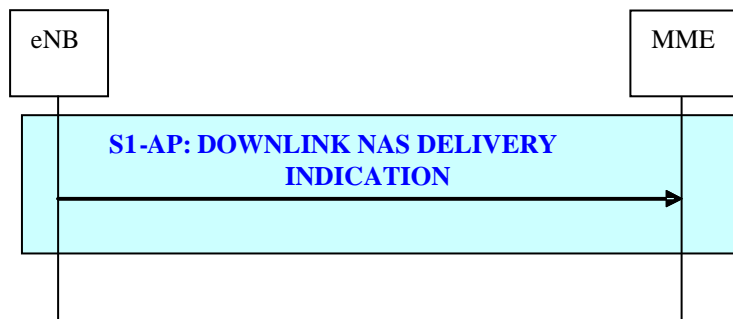 eNB
MME
S1-AP: DOWNLINK NAS DELIVERY
INDICATION